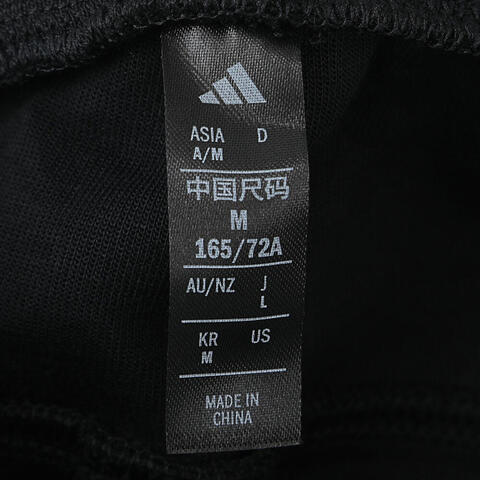 ASIA D
A/M
中国尺码
M
165/72A
AU/NZ J
L
KR US
M
MADE IN
CHINA